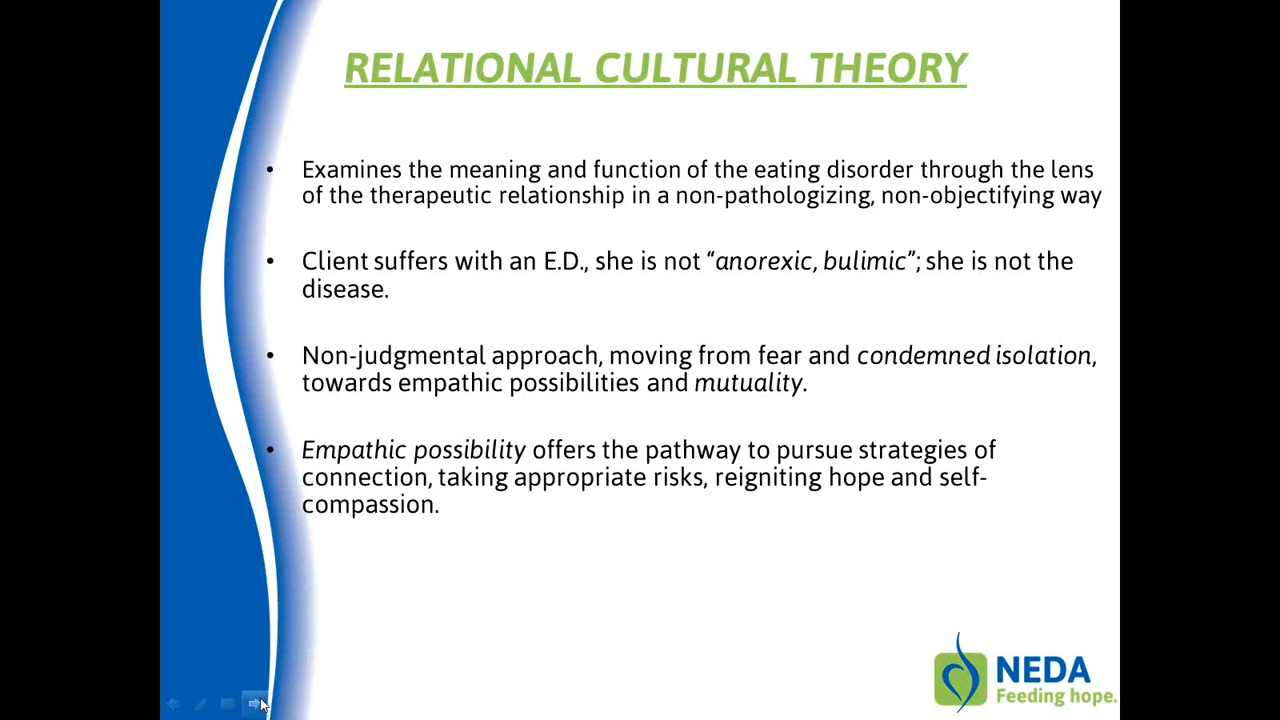 RELATIONAL CULTURAL THEORY
• Examines the meaning and function of the eating disorder through the lens
of the therapeutic relationship in a non-pathologizing, non-objectifying way
• Client suffers with an E.D., she is not “anorexic, bulimic”; she is not the
disease.
• Non-judgmental approach, moving from fear and condemned isolation,
towards empathic possibilities and mutuality.
• Empathic possibility offers the pathway to pursue strategies of
connection, taking appropriate risks, reigniting hope and self-
compassion.
NEDA
Feeding hope.